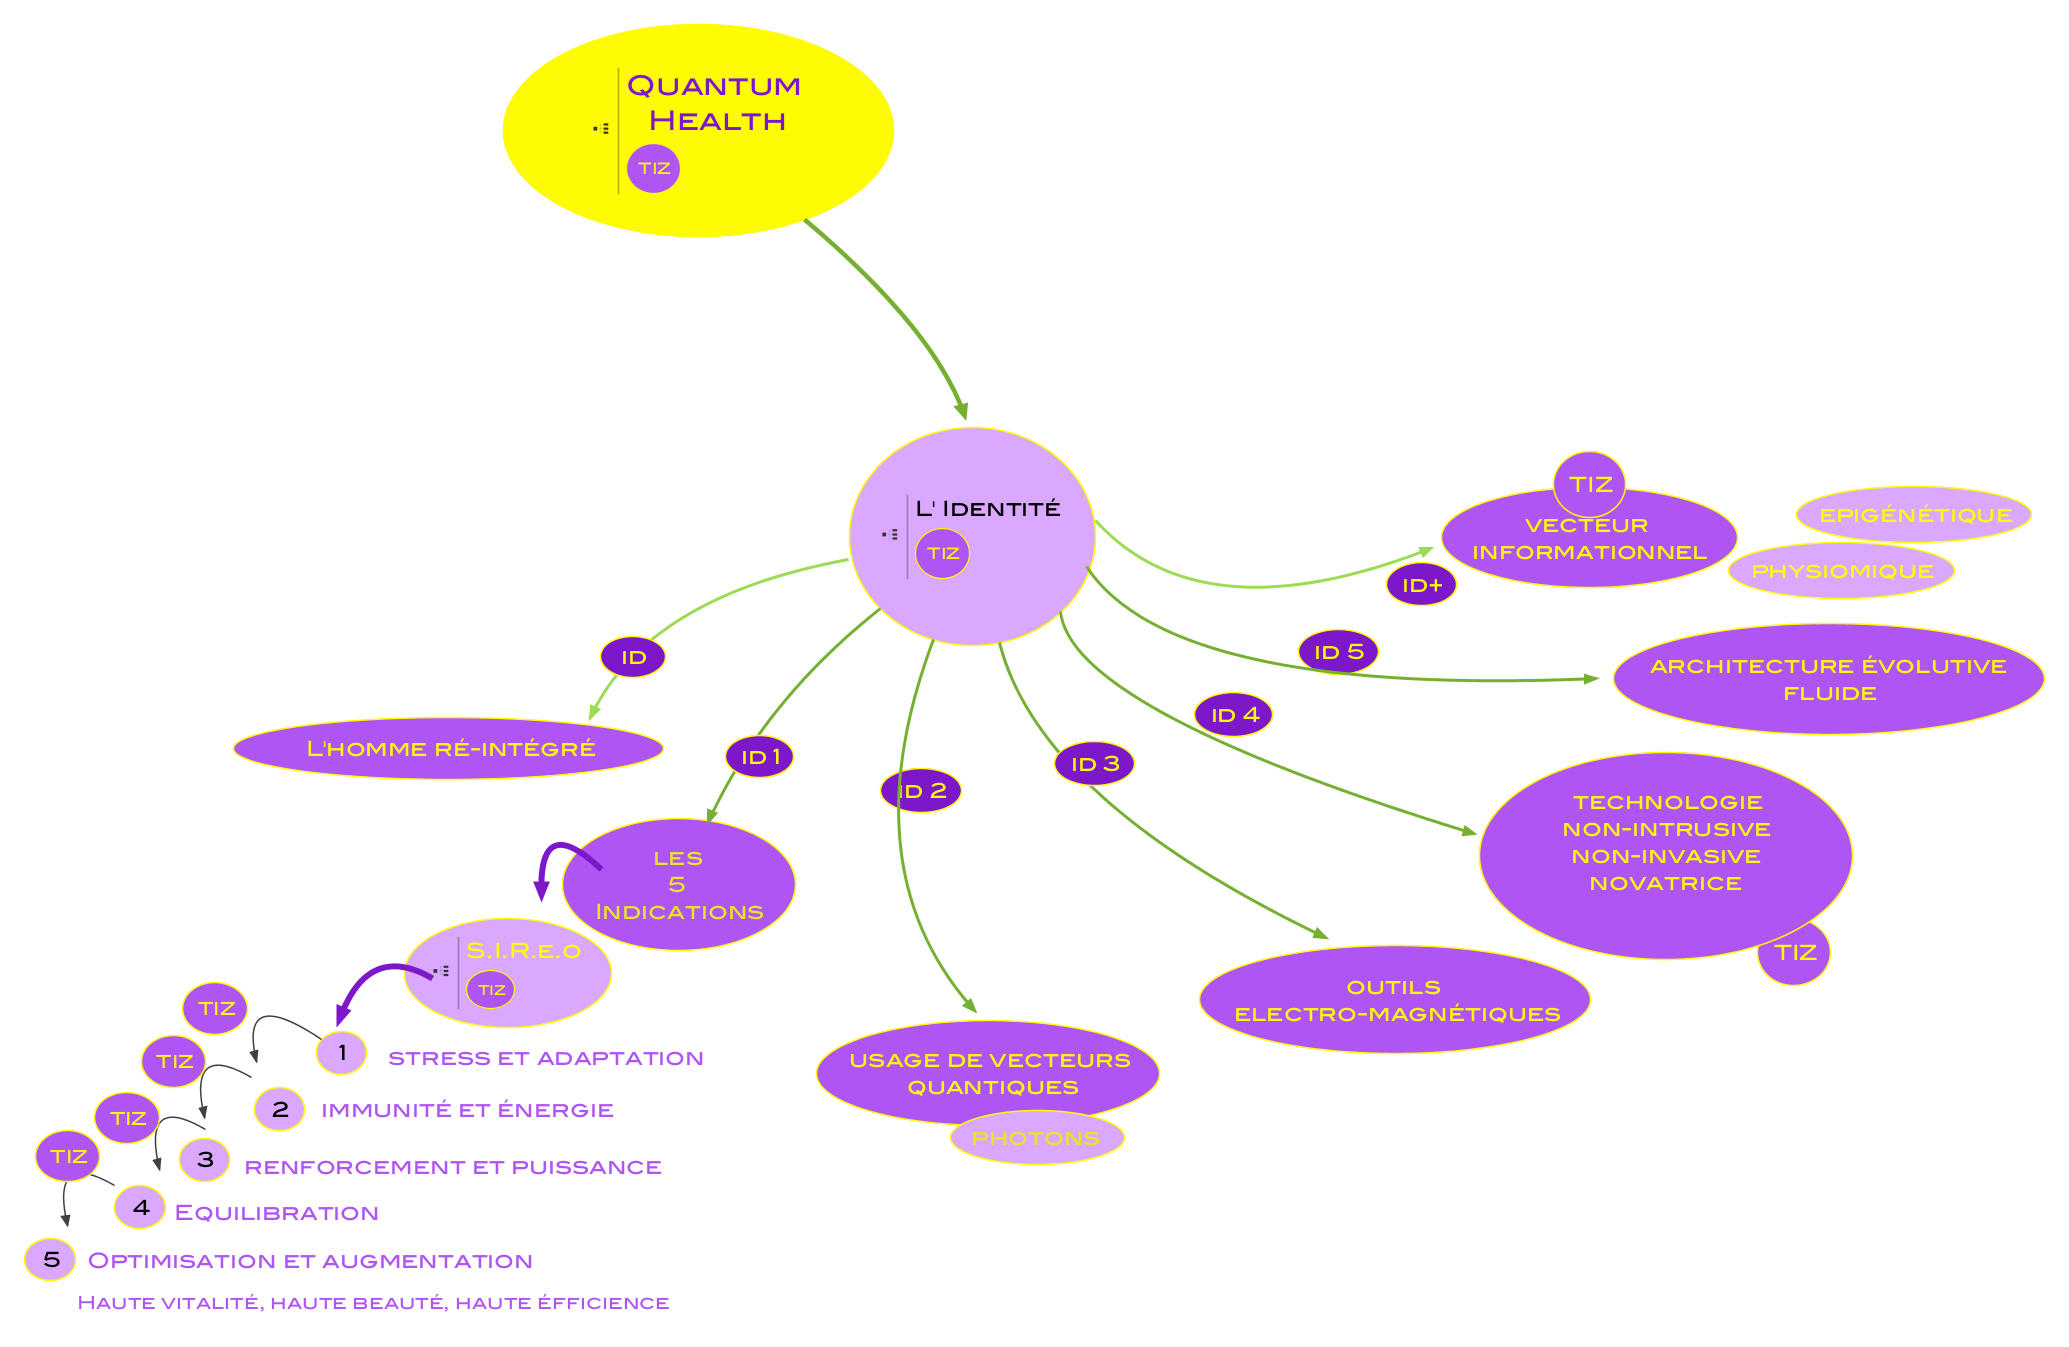 Quantum
Health
TIZ
L' Identité
TIZ
TIZ
VECTEUR
INFORMATIONNEL
EPIGÉNÉTIQUE
PHYSIOMIQUE
ID+
ID 5
ARCHITECTURE ÉVOLUTIVE
FLUIDE
ID
L'HOMME RÉ-INTÉGRÉ
ID 1
ID 2
ID 3
ID 4
TECHNOLOGIE
NON-INTRUSIVE
NON-INVASIVE
NOVATRICE
TIZ
LES
5
Indications
S.I.R.E.O
TIZ
OUTILS
ELECTRO-MAGNÉTIQUES
USAGE DE VECTEURS
QUANTIQUES
PHOTONS
TIZ
1
STRESS ET ADAPTATION
TIZ
2
IMMUNITÉ ET ÉNERGIE
TIZ
3
RENFORCEMENT ET PUISSANCE
TIZ
4
Equilibration
5
Optimisation et augmentation
Haute vitalité, haute beauté, haute éfficience